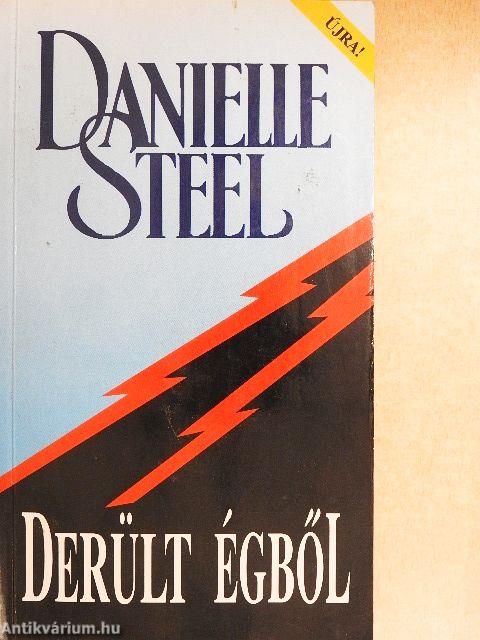 ÚJRA!
DANIELLE
STEEL
DERÜLT ÉGBŐL
Antikvárium.hu